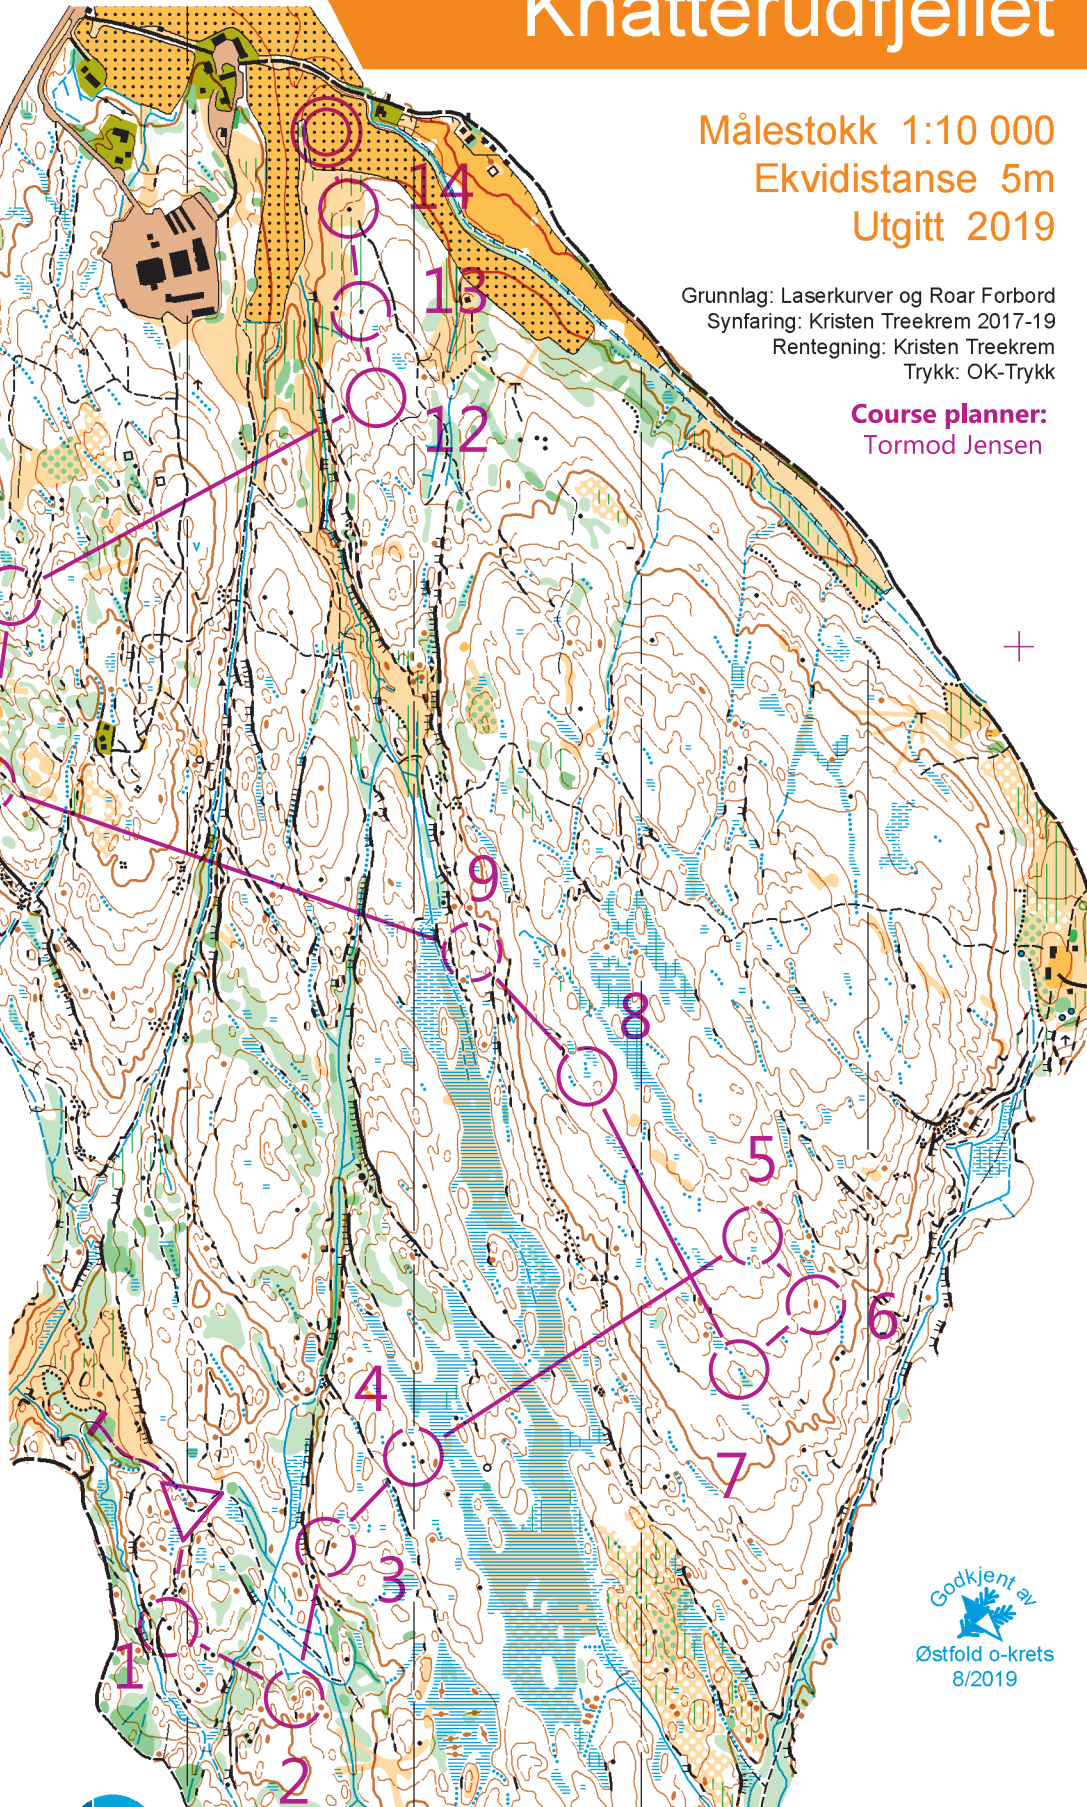 Knatterudfjellet
Målestokk 1:10 000
Ekvidistanse 5m
Utgitt 2019
Grunnlag: Laserkurver og Roar Forbord
Synfaring: Kristen Treekrem 2017-19
Rentegning: Kristen Treekrem
Trykk: OK-Trykk
Course planner:
Tormod Jensen
14
13
12
9
8
5
6
4
7
3
1
2
Godkjent av
Østfold o-krets
8/2019